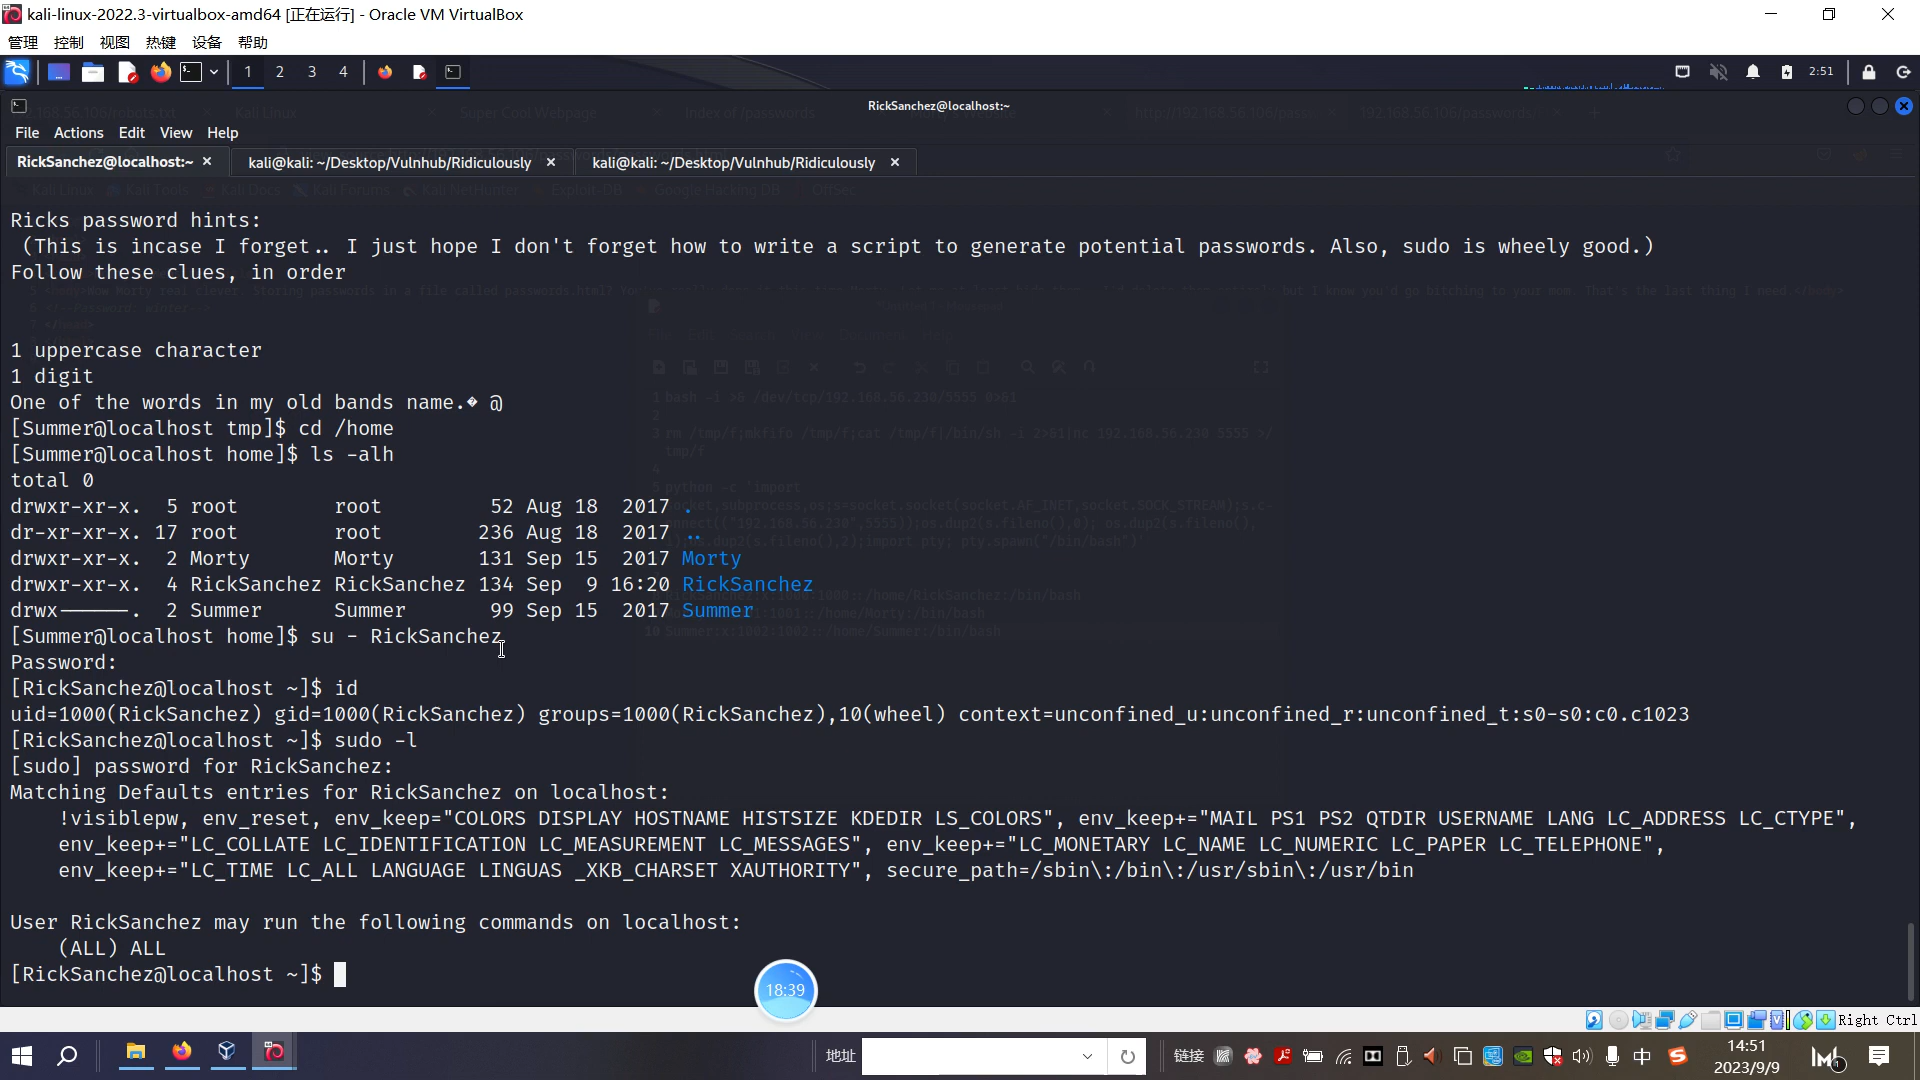 kali-linux-2022.3-virtualbox-amd64 [正在运行] - Oracle VM VirtualBox
管理 控制 视图 热键 设备 帮助
1 2 3 4 2:51
RickSanchez@localhost:~
File Actions Edit View Help
RickSanchez@localhost:~ kali@kali: ~/Desktop/Vulnhub/Ridiculously kali@kali: ~/Desktop/Vulnhub/Ridiculously
Ricks password hints:
(This is incase I forget.. I just hope I don't forget how to write a script to generate potential passwords. Also, sudo is wheely good.)
Follow these clues, in order
1 uppercase character
1 digit
One of the words in my old bands name.� @
[Summer@localhost tmp]$ cd /home
[Summer@localhost home]$ ls -alh
total 0
drwxr-xr-x. 5 root root 52 Aug 18 2017 .
dr-xr-xr-x. 17 root root 236 Aug 18 2017 ..
drwxr-xr-x. 2 Morty Morty 131 Sep 15 2017 Morty
drwxr-xr-x. 4 RickSanchez RickSanchez 134 Sep 9 16:20 RickSanchez
drwx------. 2 Summer Summer 99 Sep 15 2017 Summer
[Summer@localhost home]$ su - RickSanchez
Password:
[RickSanchez@localhost ~]$ id
uid=1000(RickSanchez) gid=1000(RickSanchez) groups=1000(RickSanchez),10(wheel) context=unconfined_u:unconfined_r:unconfined_t:s0-s0:c0.c1023
[RickSanchez@localhost ~]$ sudo -l
[sudo] password for RickSanchez:
Matching Defaults entries for RickSanchez on localhost:
!visiblepw, env_reset, env_keep="COLORS DISPLAY HOSTNAME HISTSIZE KDEDIR LS_COLORS", env_keep+="MAIL PS1 PS2 QTDIR USERNAME LANG LC_ADDRESS LC_CTYPE",
env_keep+="LC_COLLATE LC_IDENTIFICATION LC_MEASUREMENT LC_MESSAGES", env_keep+="LC_MONETARY LC_NAME LC_NUMERIC LC_PAPER LC_TELEPHONE",
env_keep+="LC_TIME LC_ALL LANGUAGE LINGUAS _XKB_CHARSET XAUTHORITY", secure_path=/sbin\:/bin\:/usr/sbin\:/usr/bin
User RickSanchez may run the following commands on localhost:
(ALL) ALL
[RickSanchez@localhost ~]$
18:39
Right Ctrl
地址 链接 中 14:51
2023/9/9